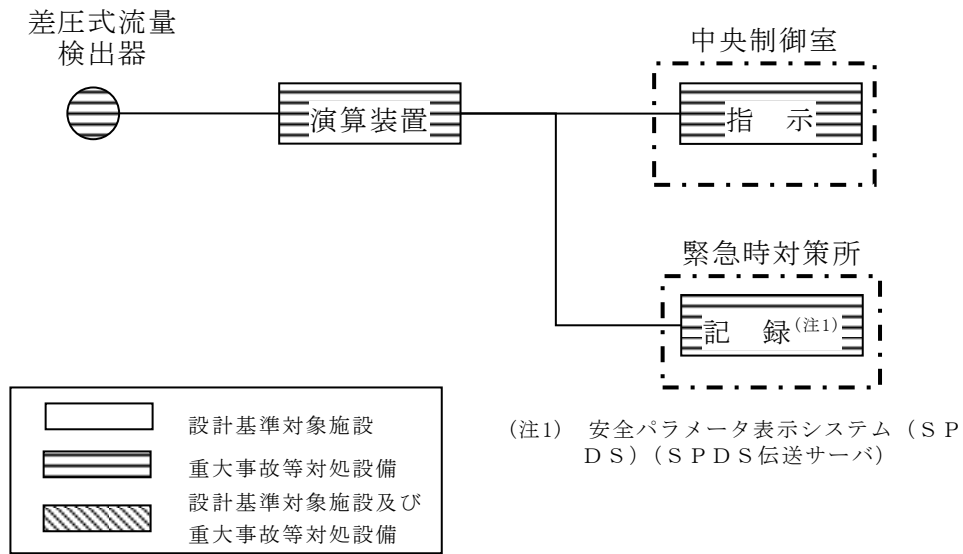 差圧式流量
検出器
中央制御室
演算装置
指　示
緊急時対策所
記　録(注1)
(注1)　安全パラメータ表示システム（ＳＰ
ＤＳ）（ＳＰＤＳ伝送サーバ）
設計基準対象施設
重大事故等対処設備
設計基準対象施設及び
重大事故等対処設備